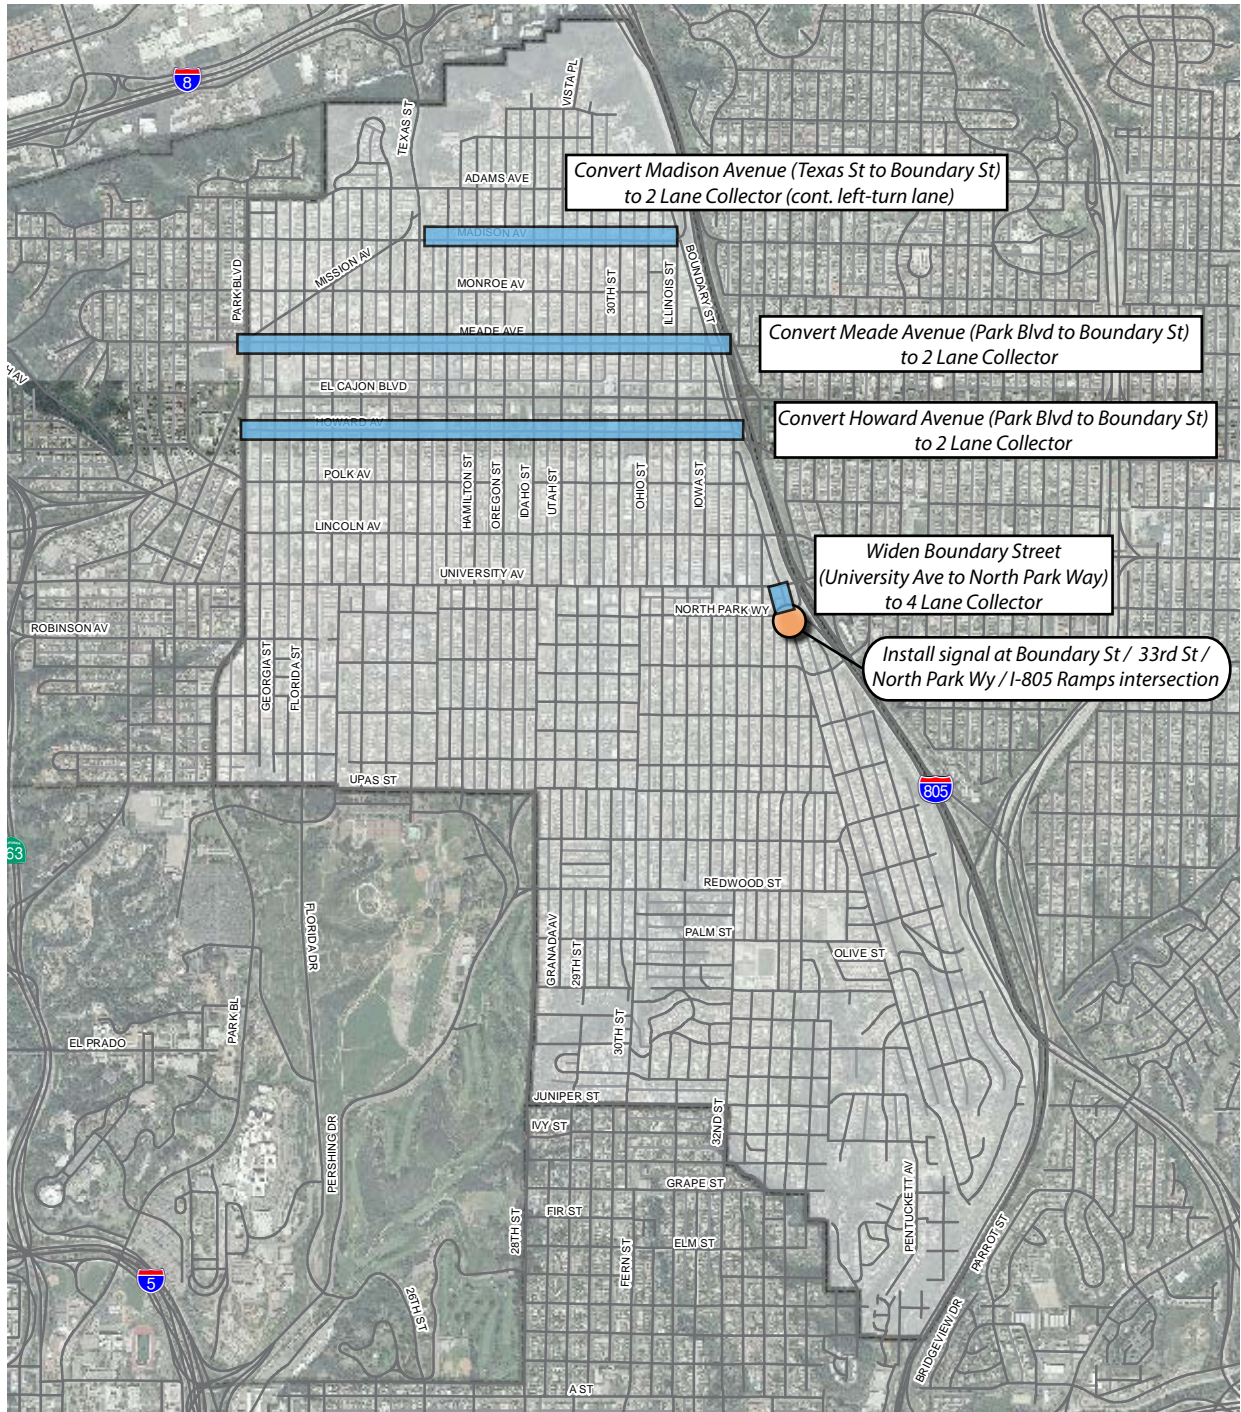 8
TEXAS ST
VISTA PL
ADAMS AVE
Convert Madison Avenue (Texas St to Boundary St)
to 2 Lane Collector (cont. left-turn lane)
MADISON AV
MISSION AV
BOUNDARY ST
PARK BLVD
MONROE AV
30TH ST
ILLINOIS ST
MEADE AVE
Convert Meade Avenue (Park Blvd to Boundary St)
to 2 Lane Collector
H AV
EL CAJON BLVD
HOWARD AV
Convert Howard Avenue (Park Blvd to Boundary St)
to 2 Lane Collector
POLK AV
HAMILTON ST
OREGON ST
IDAHO ST
UTAH ST
OHIO ST
IOWA ST
LINCOLN AV
UNIVERSITY AV
Widen Boundary Street
(University Ave to North Park Way)
to 4 Lane Collector
NORTH PARK WY
ROBINSON AV
GEORGIA ST
FLORIDA ST
Install signal at Boundary St / 33rd St /
North Park Wy / I-805 Ramps intersection
UPAS ST
805
63
REDWOOD ST
FLORIDA DR
GRANADA AV
29TH ST
PALM ST
OLIVE ST
PARK BL
EL PRADO
30TH ST
JUNIPER ST
IVY ST
32ND ST
PERSHING DR
GRAPE ST
PENTUCKETT AV
FIR ST
28TH ST
FERN ST
ELM ST
PARROT ST
5
26TH ST
BRIDGEVIEW DR
A ST